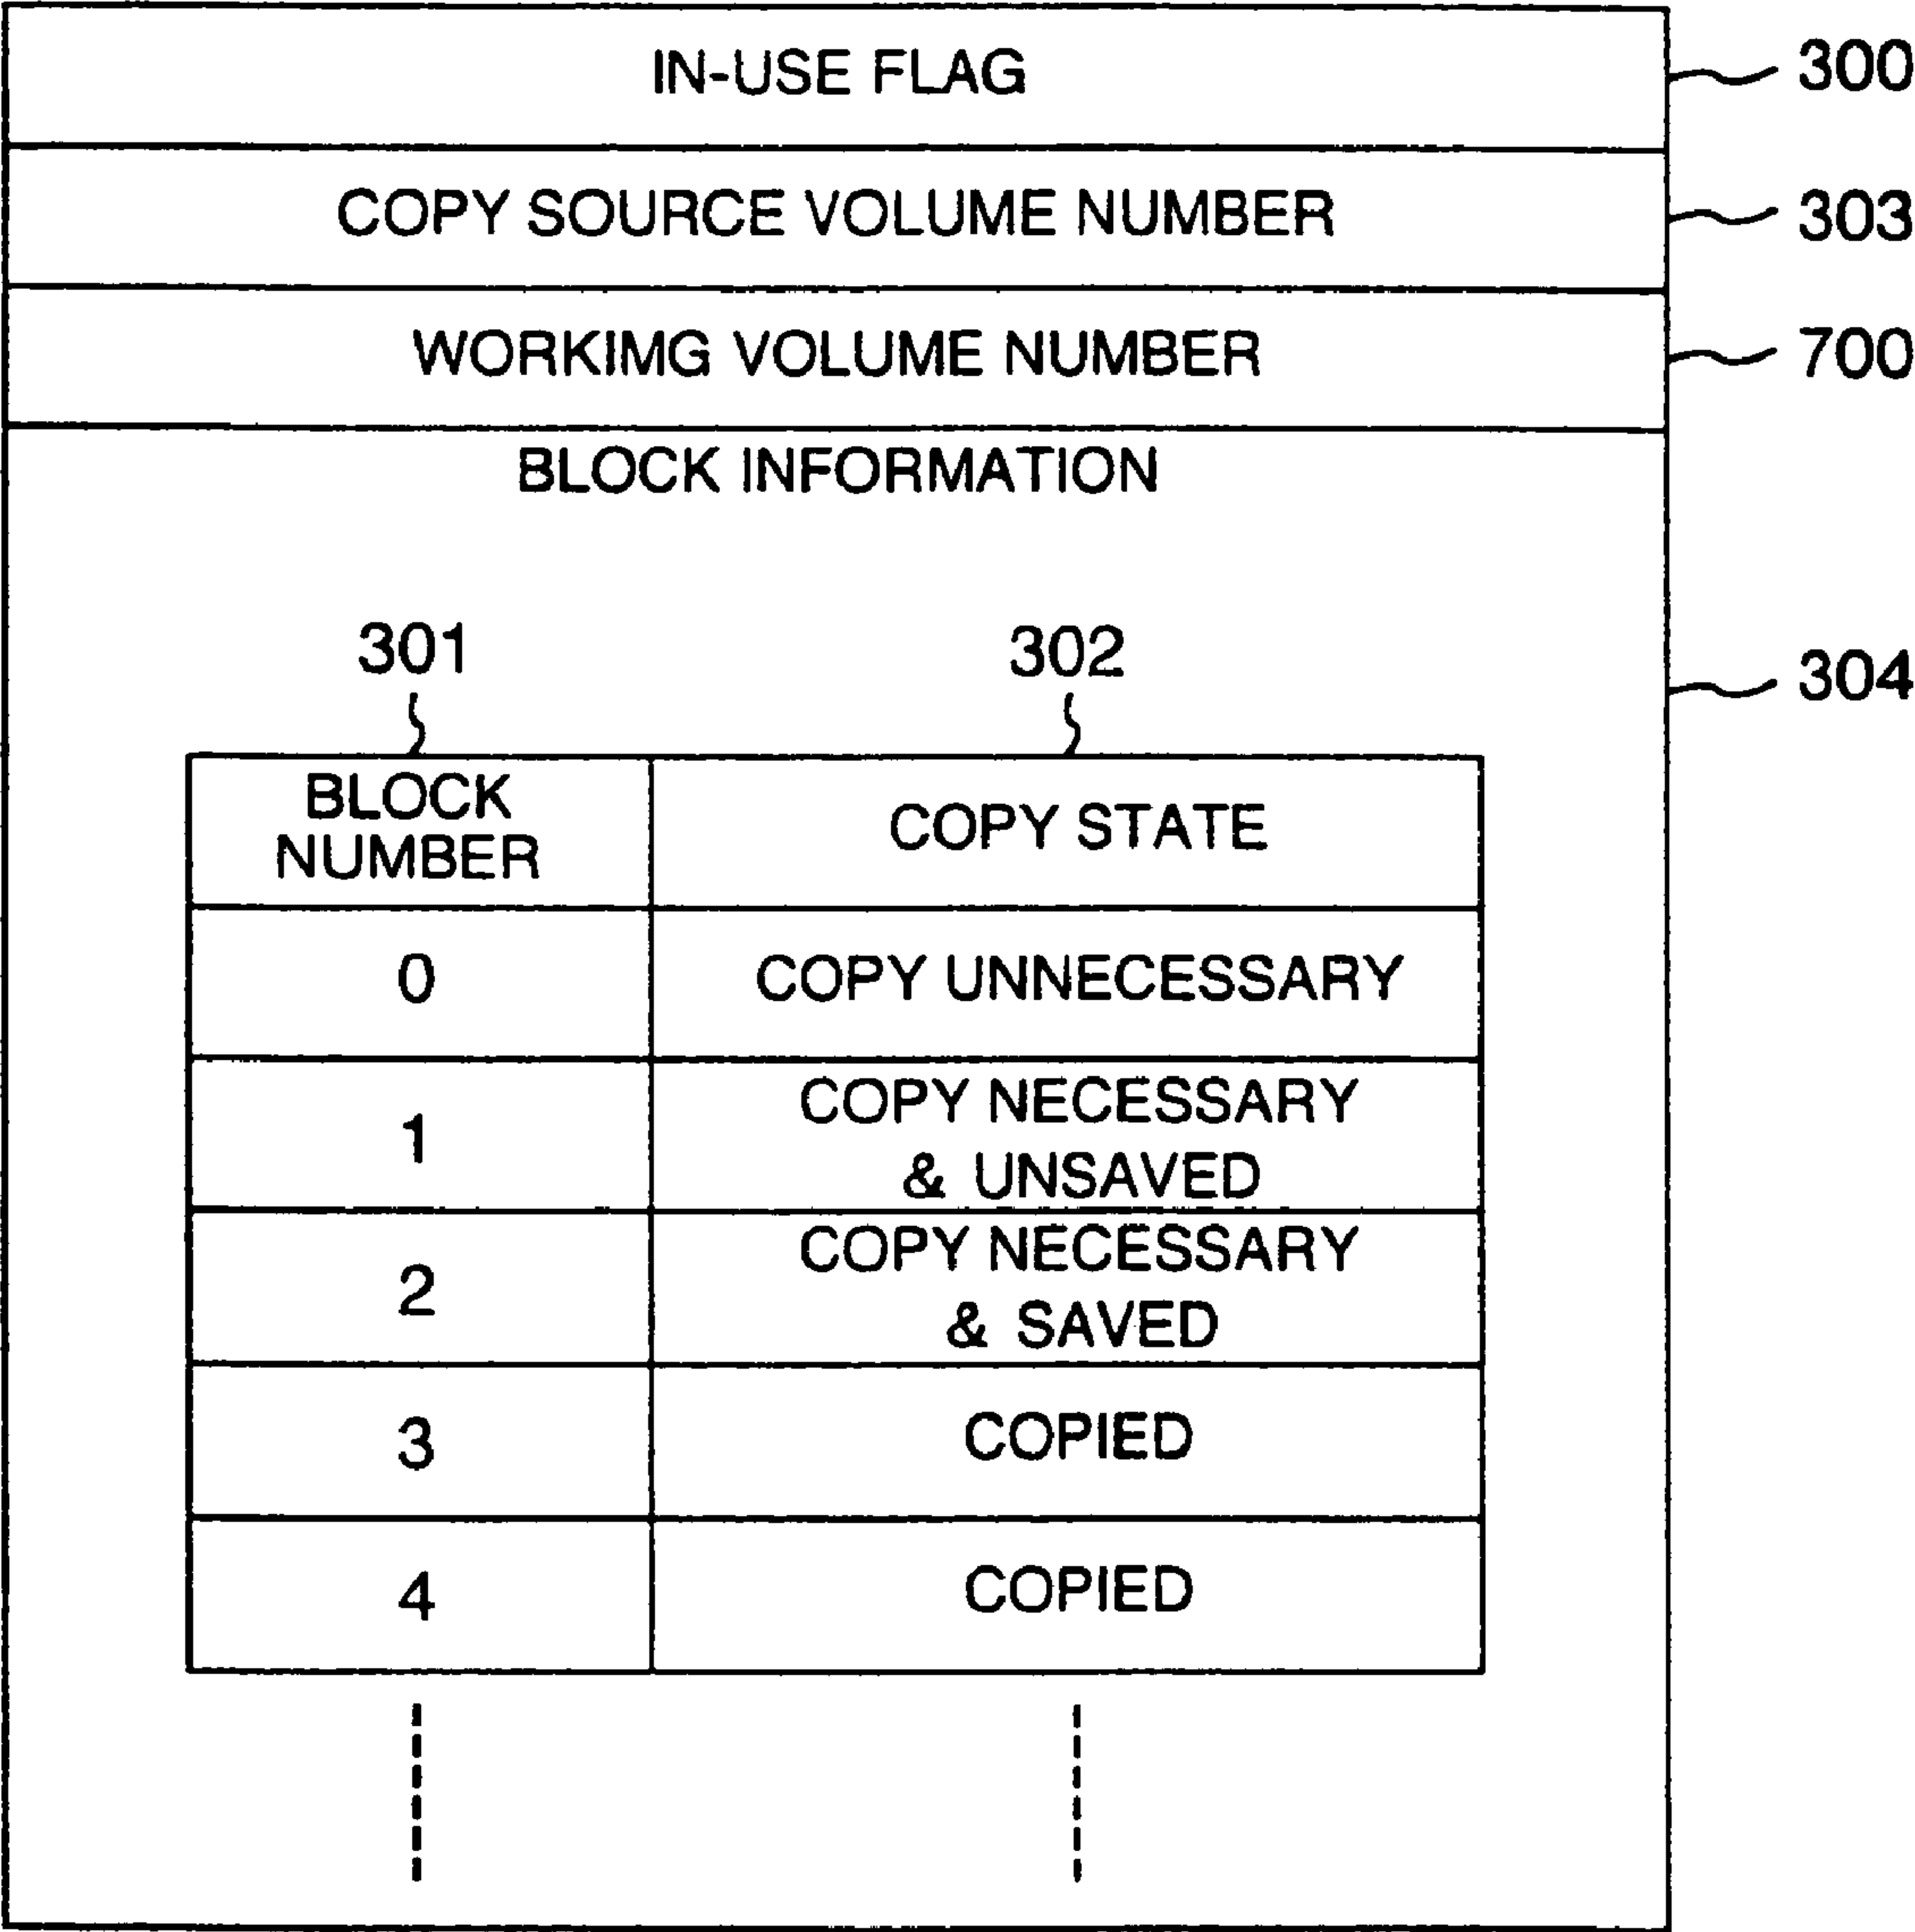 IN-USE FLAG 300
COPY SOURCE VOLUME NUMBER 303
WORKIMG VOLUME NUMBER 700
BLOCK INFORMATION
304
301 302
BLOCK
NUMBER
COPY STATE
0 COPY UNNECESSARY
1 COPY NECESSARY
& UNSAVED
2 COPY NECESSARY
& SAVED
3 COPIED
4 COPIED